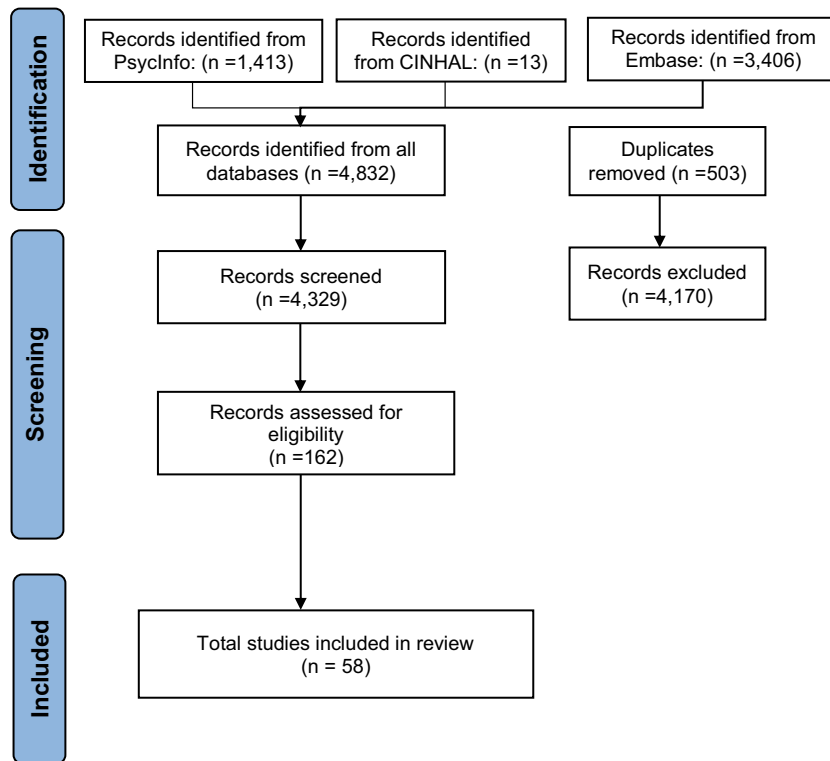 Identification
Records identified from
PsycInfo: (n =1,413)
Records identified
from CINHAL: (n =13)
Records identified from
Embase: (n =3,406)
Records identified from all
databases (n =4,832)
Duplicates
removed (n =503)
Screening
Records screened
(n =4,329)
Records excluded
(n =4,170)
Records assessed for
eligibility
(n =162)
Included
Total studies included in review
(n = 58)